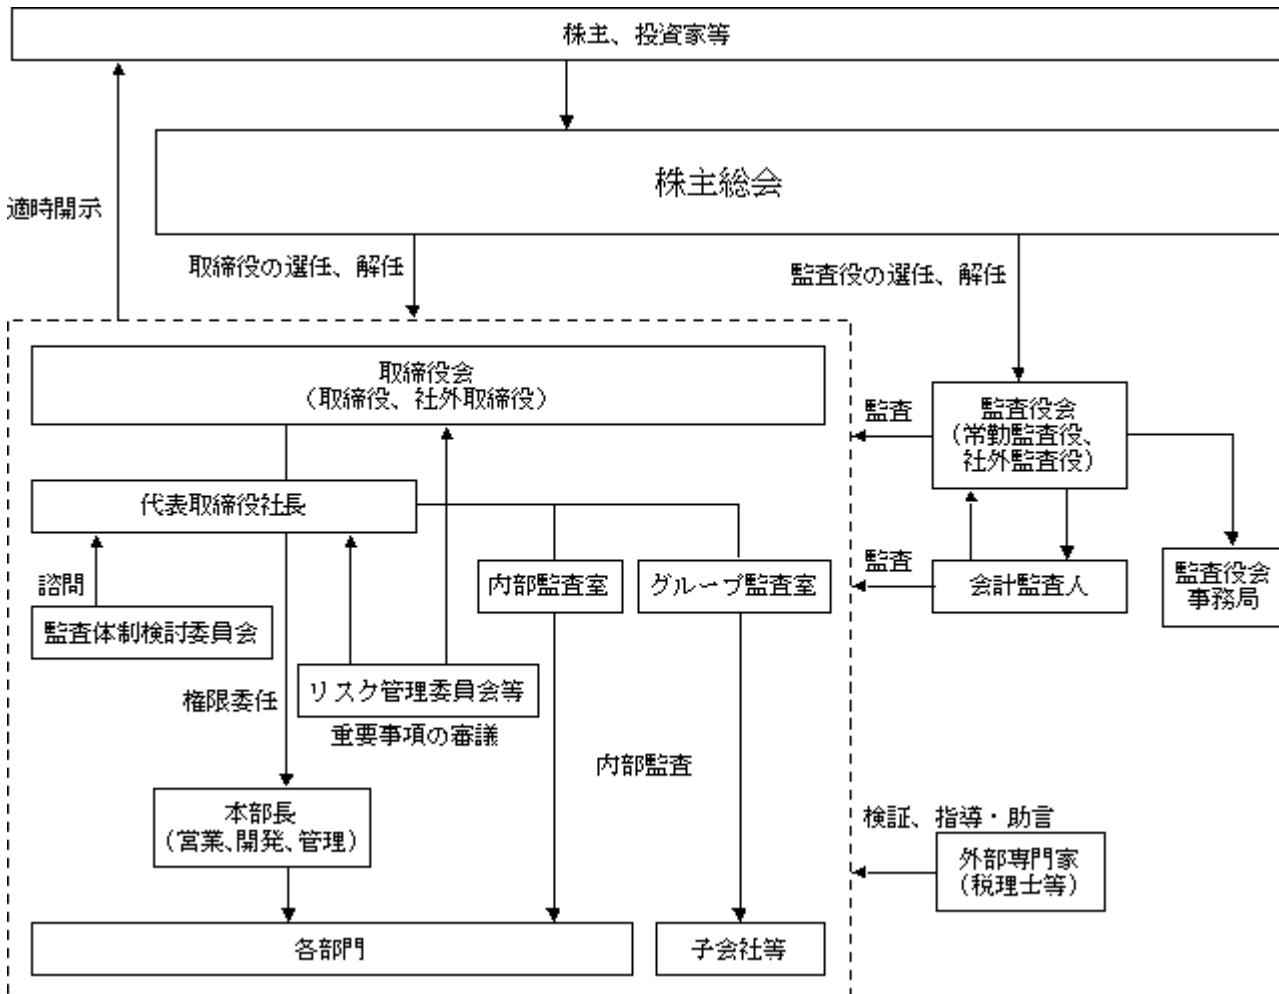 株主、投資家等
株主総会
適時開示
取締役の選任、解任
監査役の選任、解任
取締役会
(取締役、社外取締役)
監査
監査役会
(常勤監査役、
社外監査役)
代表取締役社長
諮問
内部監査室
グループ監査室
監査
会計監査人
監査役会
事務局
監査体制検討委員会
権限委任
リスク管理委員会等
重要事項の審議
内部監査
本部長
(営業、開発、管理)
検証、指導・助言
外部専門家
(税理士等)
各部門
子会社等